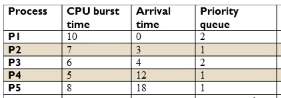 Process CPU burst time Arrival time Priority queue
P1 10 0 2
P2 7 3 1
P3 6 4 2
P4 5 12 1
P5 8 18 1